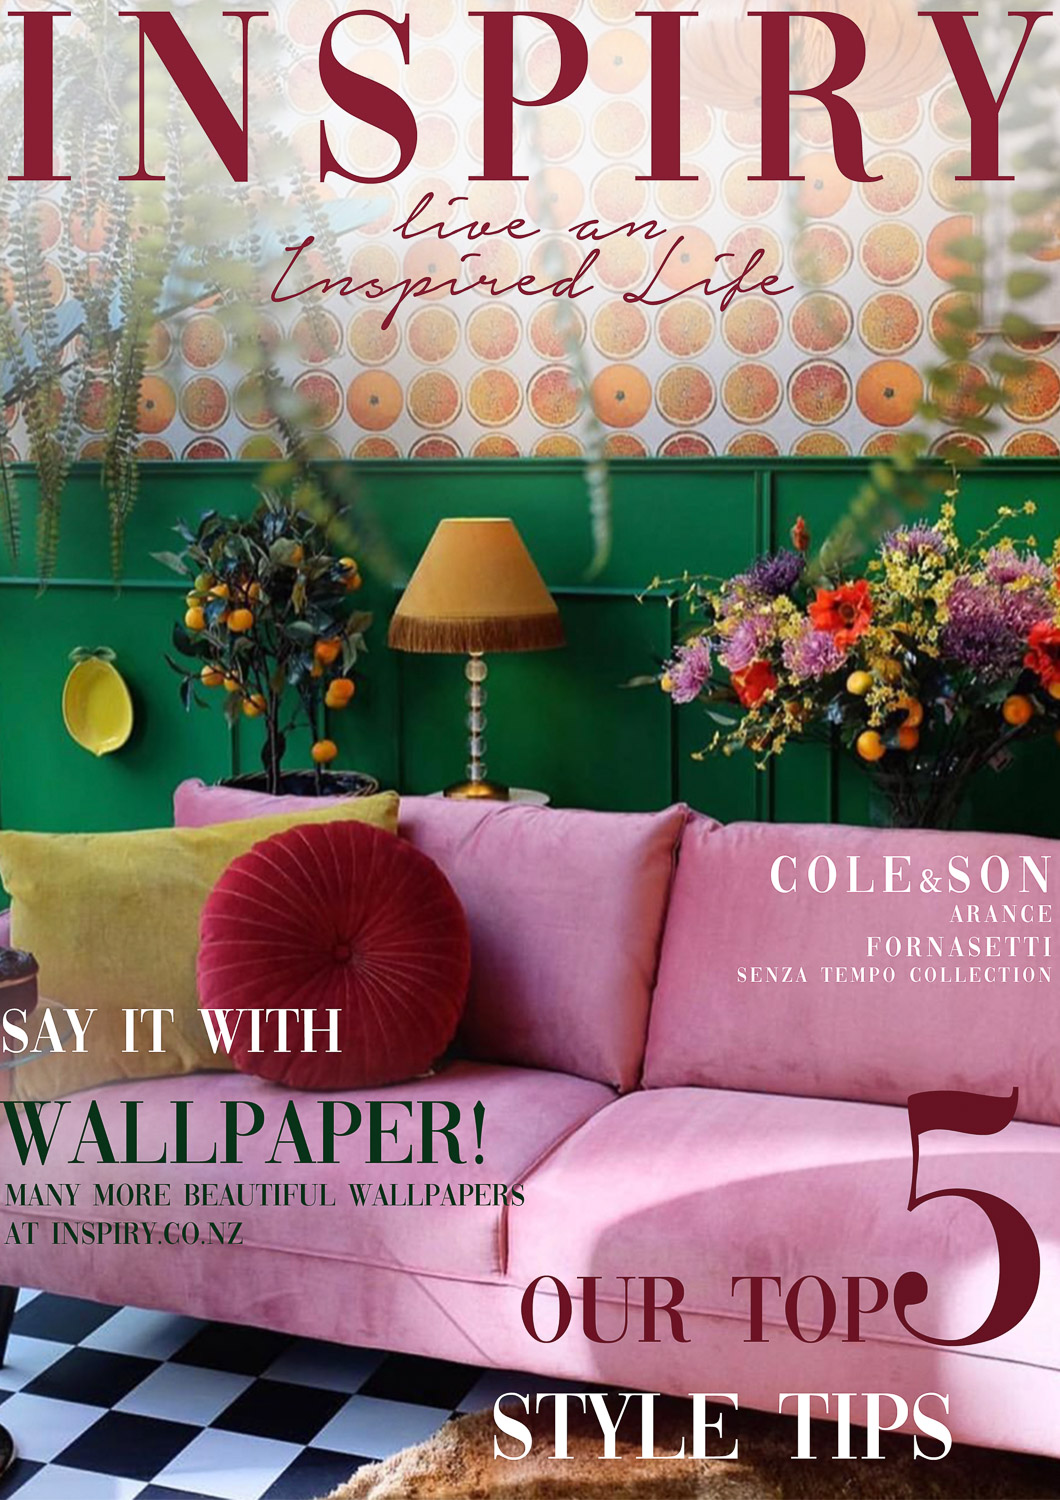 INSPIRY
live an
Inspired Life
COLE&SON
ARANCE
FORNASETTI
SENZA TEMPO COLLECTION
SAY IT WITH
WALLPAPER!
MANY MORE BEAUTIFUL WALLPAPERS
AT INSPIRY.CO.NZ
OUR TOP 5
STYLE TIPS